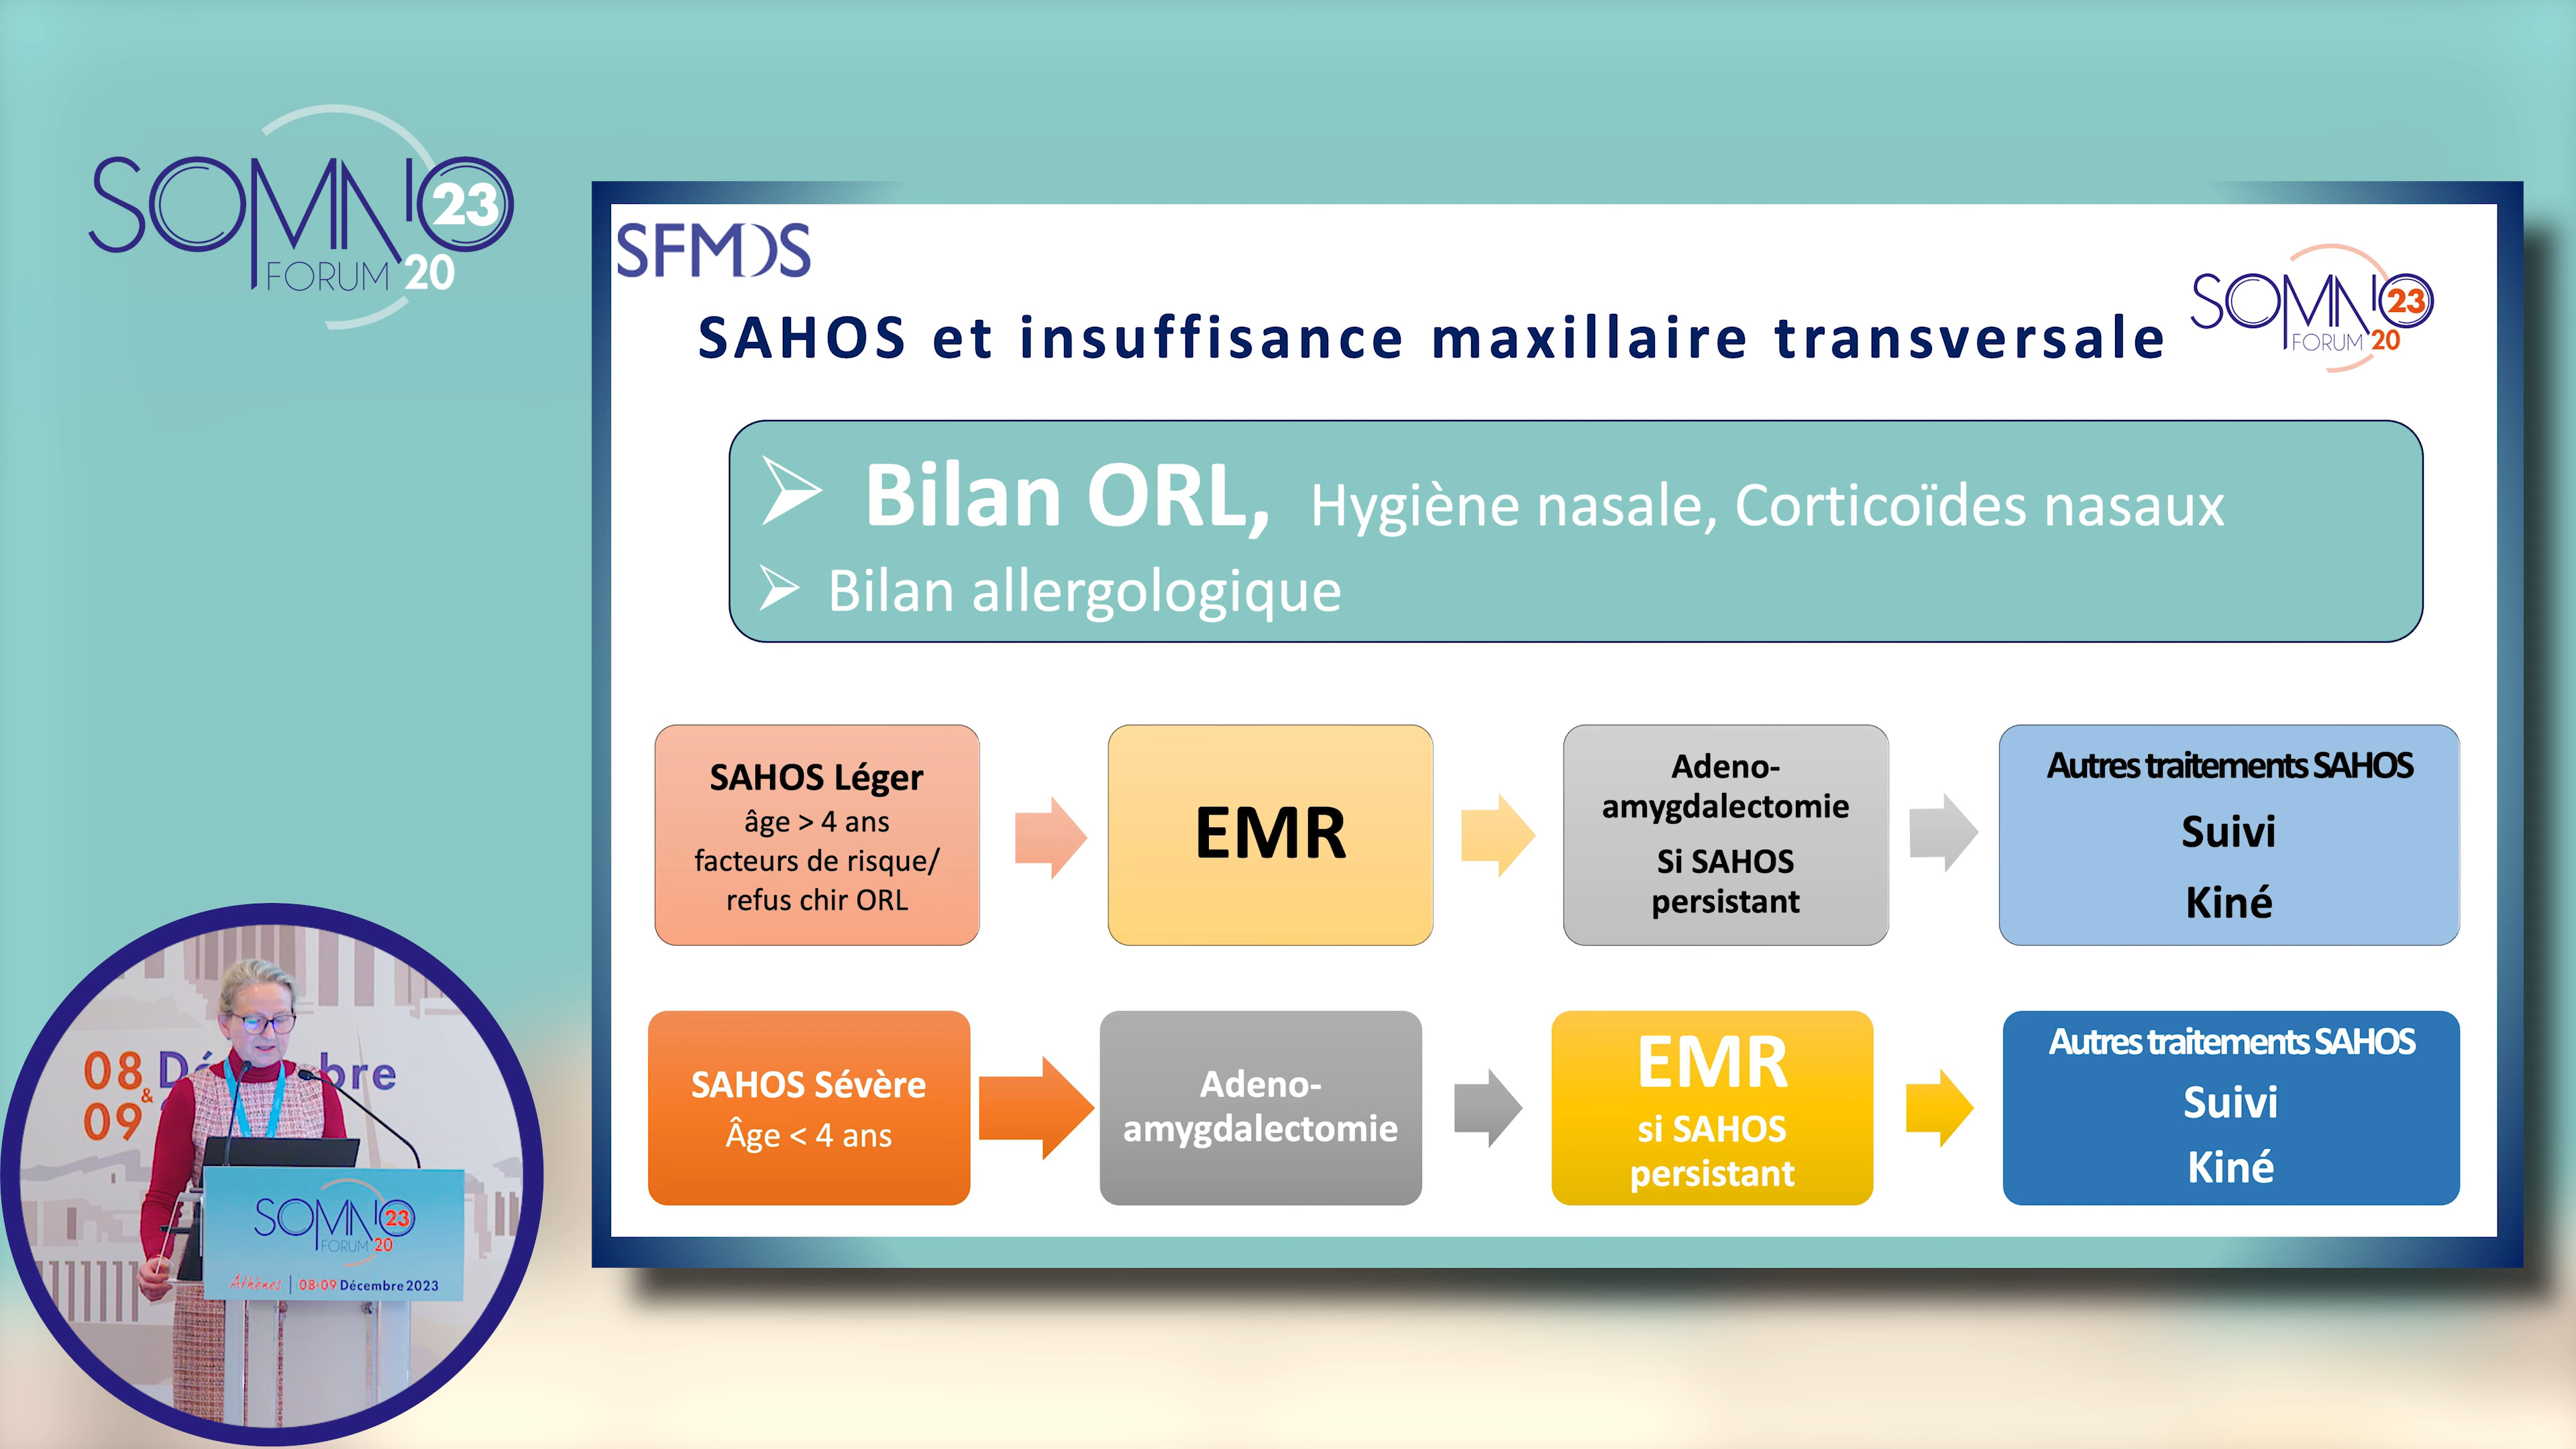 SOMNO 23
FORUM 20
SFMDS
SOMNO 23
FORUM 20
SAHOS et insuffisance maxillaire transversale
➢ Bilan ORL, Hygiène nasale, Corticoïdes nasaux
➢ Bilan allergologique
SAHOS Léger
âge > 4 ans
facteurs de risque/
refus chir ORL
EMR
Adeno-
amygdalectomie
Si SAHOS
persistant
Autres traitements SAHOS
Suivi
Kiné
SAHOS Sévère
Âge < 4 ans
Adeno-
amygdalectomie
EMR
si SAHOS
persistant
Autres traitements SAHOS
Suivi
Kiné
08 Dé bre
&
09
SOMNO 23
FORUM 20
Athènes | 08-09 Décembre 2023